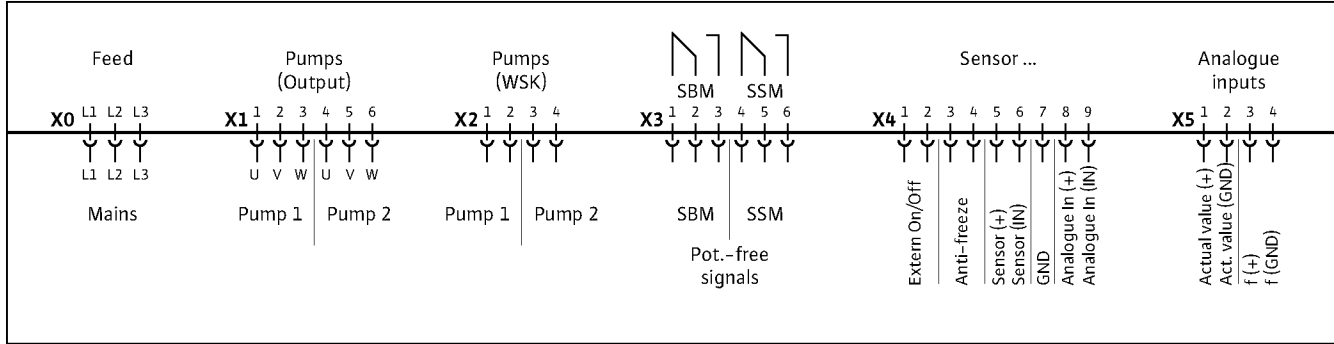 Feed
Pumps
(Output)
Pumps
(WSK)
SBM SSM
Sensor ...
Analogue
inputs
X0 L1 L2 L3
X1 1 2 3 4 5 6
X2 1 2 3 4
X3 1 2 3 4 5 6
X4 1 2 3 4 5 6 7 8 9
X5 1 2 3 4
L1 L2 L3
U V W U V W
Mains
Pump 1 Pump 2
Pump 1 Pump 2
SBM SSM
Pot.-free
signals
Extern On/Off
Anti-freeze
Sensor (+)
Sensor (IN)
GND
Analogue In (+)
Analogue In (IN)
Actual value (+)
Act. value (GND)
f (+)
f (GND)